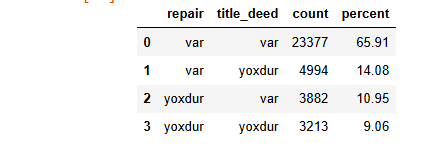 repair title_deed count percent
0 var var 23377 65.91
1 var yoxdur 4994 14.08
2 yoxdur var 3882 10.95
3 yoxdur yoxdur 3213 9.06